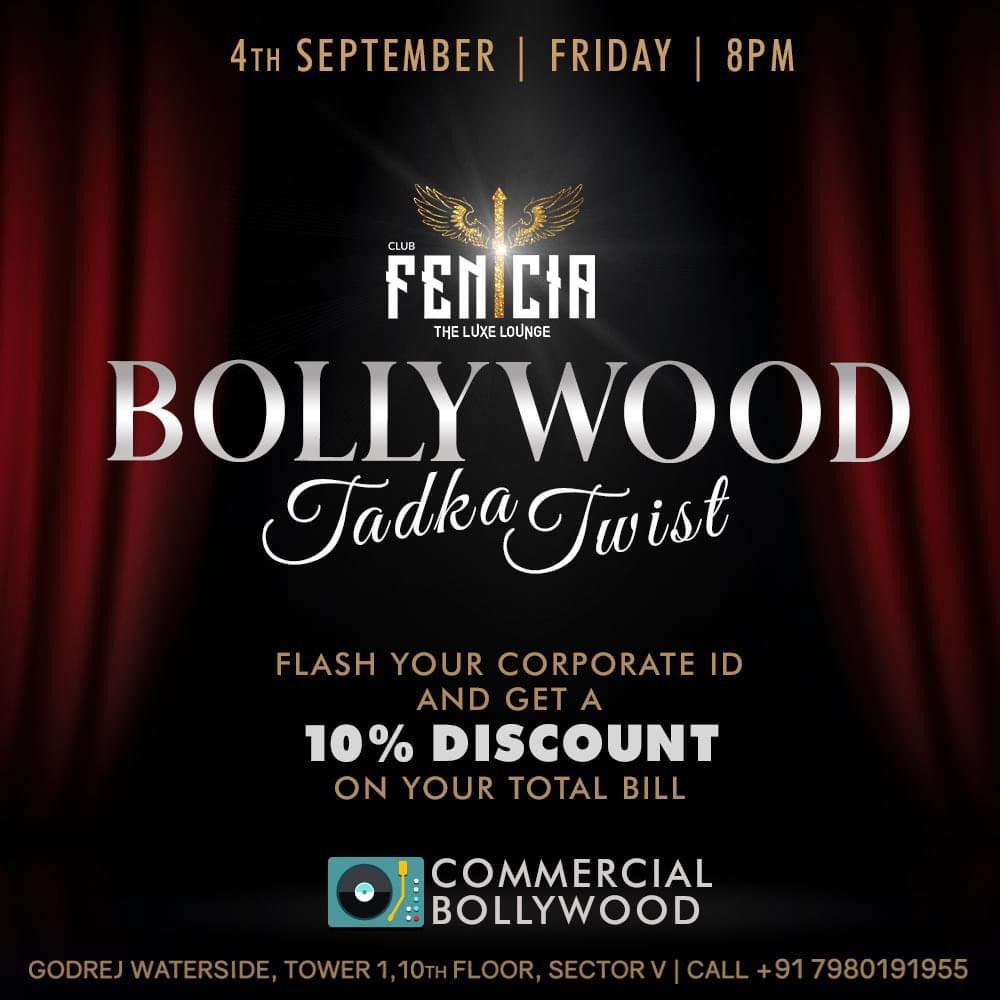 4TH SEPTEMBER | FRIDAY | 8PM
CLUB
FENICIA
THE LUXE LOUNGE
BOLLYWOOD
Tadka Twist
FLASH YOUR CORPORATE ID
AND GET A
10% DISCOUNT
ON YOUR TOTAL BILL
COMMERCIAL
BOLLYWOOD
GODREJ WATERSIDE, TOWER 1,10TH FLOOR, SECTOR V | CALL +91 7980191955